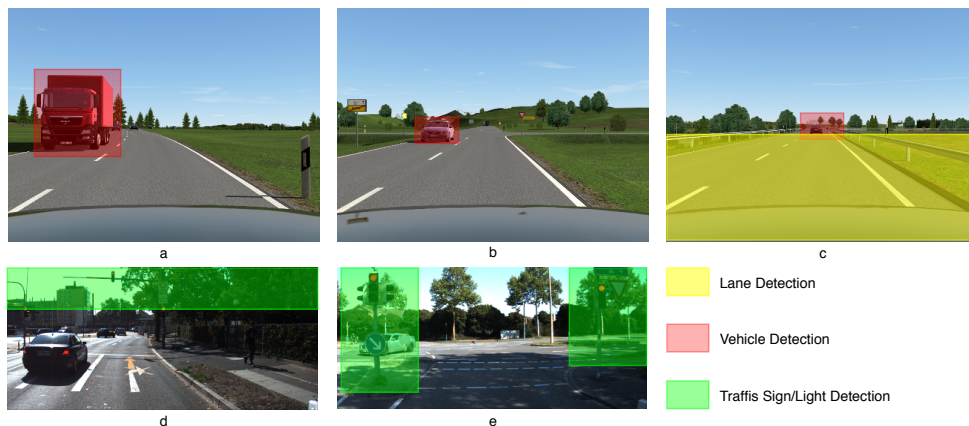 a
b
c
Lane Detection
Vehicle Detection
Traffis Sign/Light Detection
d
e